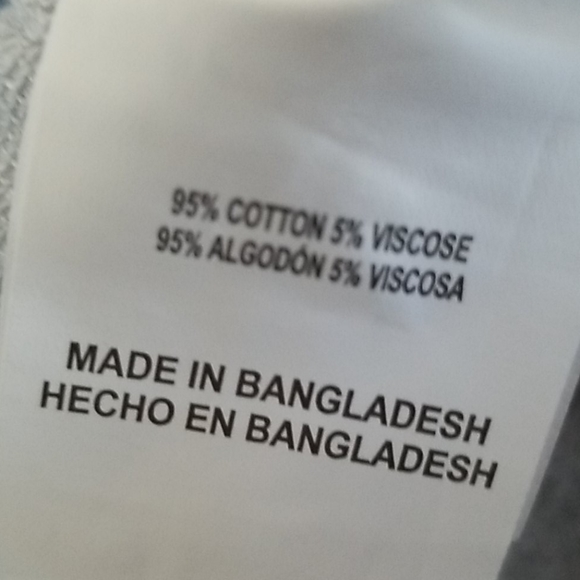 95% COTTON 5% VISCOSE
95% ALGODÓN 5% VISCOSA
MADE IN BANGLADESH
HECHO EN BANGLADESH